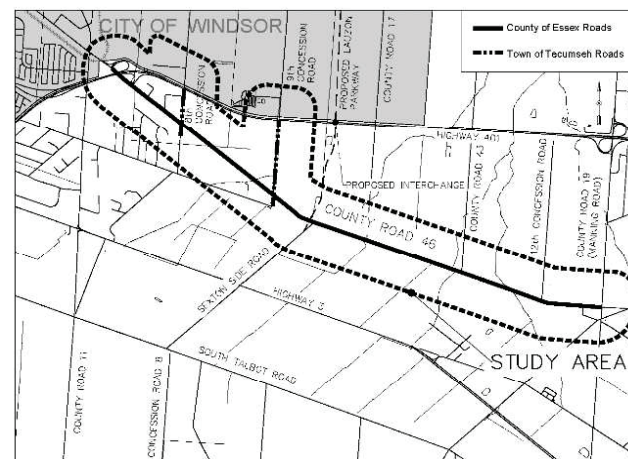 CITY OF WINDSOR
County of Essex Roads
Town of Tecumseh Roads
8th CONCESSION
ROAD
9th
CONCESSION
ROAD
PROPOSED LAUZON
PARKWAY
COUNTY ROAD 17
HIGHWAY 401
PROPOSED INTERCHANGE
COUNTY ROAD 43
12th CONCESSION ROAD
COUNTY ROAD 19
(MANNING ROAD)
COUNTY ROAD 46
SEXTON SIDE ROAD
HIGHWAY 3
SOUTH TALBOT ROAD
STUDY AREA
COUNTY ROAD 11
CONCESSION ROAD 8